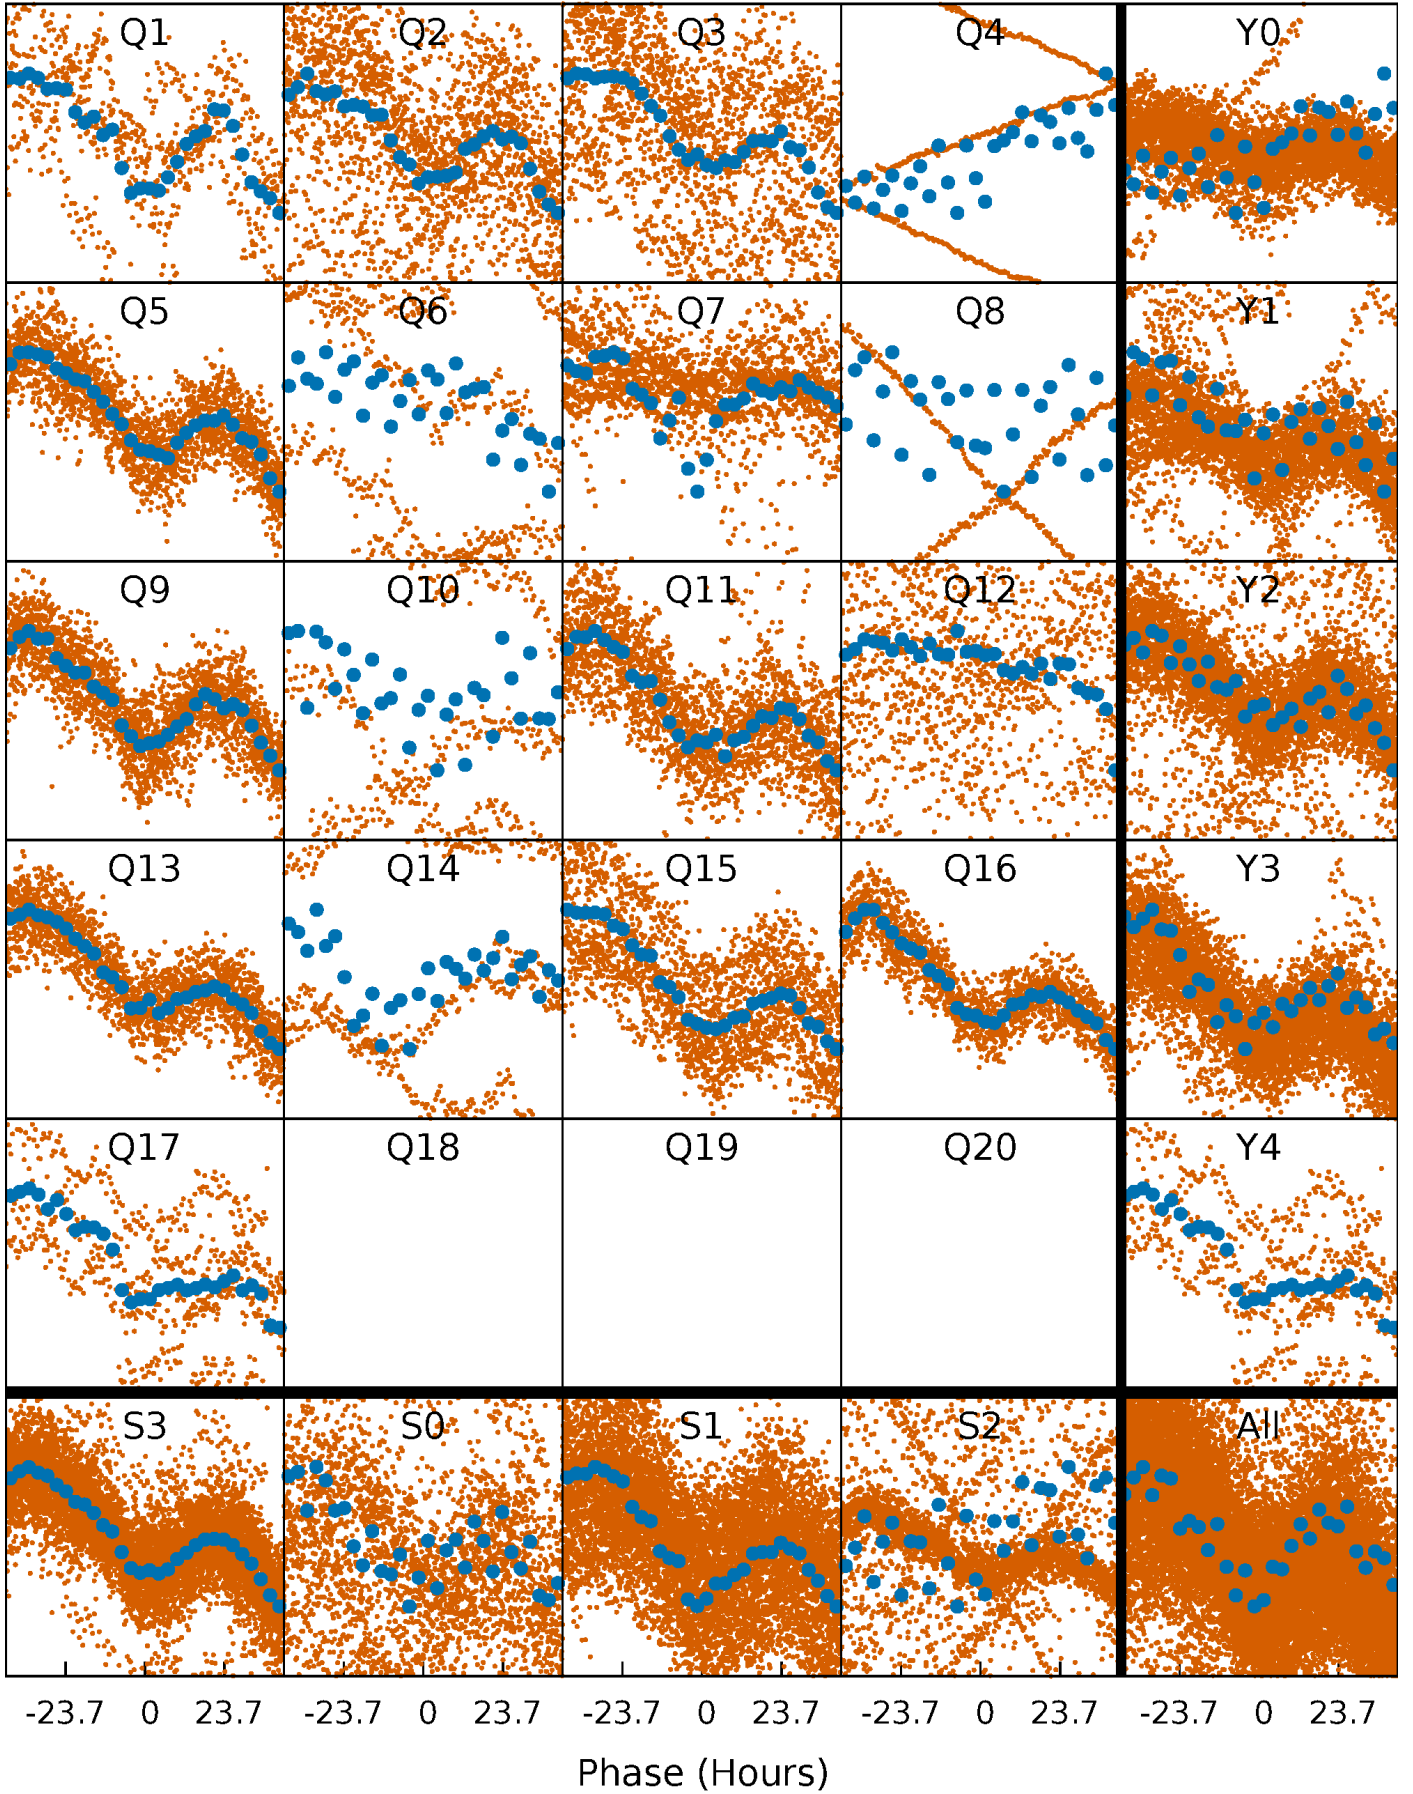 Q1 Q2 Q3 Q4 Y0
Q5 Q6 Q7 Q8 Y1
Q9 Q10 Q11 Q12 Y2
Q13 Q14 Q15 Q16 Y3
Q17 Q18 Q19 Q20 Y4
S3 S0 S1 S2 All
-23.7 0 23.7 -23.7 0 23.7 -23.7 0 23.7 -23.7 0 23.7 -23.7 0 23.7
Phase (Hours)